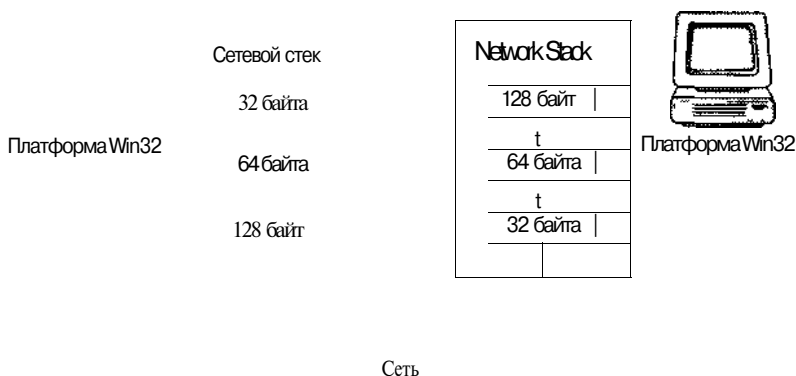 Сетевой стек
32 байта
Платформа Win32
64 байта
128 байт
Network Stack
128 байт |
t
64 байта |
t
32 байта |
Платформа Win32
Сеть